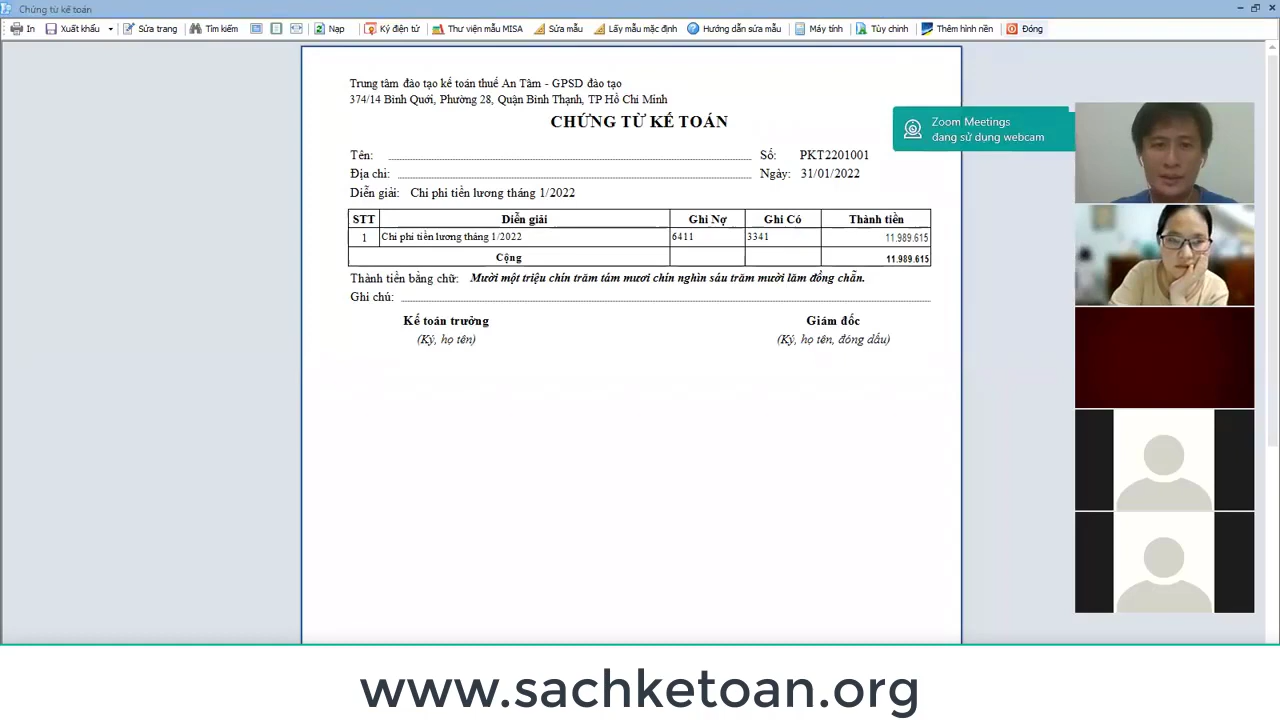 Chứng từ kế toán
In Xuất khẩu Sửa trang Tìm kiếm Nạp Ký điện tử Thư viện mẫu MISA Sửa mẫu Lấy mẫu mặc định Hướng dẫn sửa mẫu Máy tính Tùy chỉnh Thêm hình nền Đóng
Trung tâm đào tạo kế toán thuế An Tâm - GPSD đào tạo
374/14 Bình Quới, Phường 28, Quận Bình Thạnh, TP Hồ Chí Minh
CHỨNG TỪ KẾ TOÁN
Zoom Meetings
đang sử dụng webcam
Tên: Số: PKT2201001
Địa chỉ: Ngày: 31/01/2022
Diễn giải: Chi phí tiền lương tháng 1/2022
STT Diễn giải Ghi Nợ Ghi Có Thành tiền
1 Chi phí tiền lương tháng 1/2022 6411 3341 11.989.615
Cộng 11.989.615
Thành tiền bằng chữ: Mười một triệu chín trăm tám mươi chín nghìn sáu trăm mười lăm đồng chẵn.
Ghi chú:
Kế toán trưởng Giám đốc
(Ký, họ tên) (Ký, họ tên, đóng dấu)
www.sachketoan.org